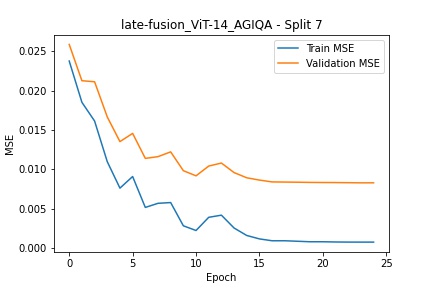 late-fusion_ViT-14_AGIQA - Split 7
Train MSE
Validation MSE
0.025
0.020
0.015
0.010
0.005
0.000
MSE
0 5 10 15 20 25
Epoch